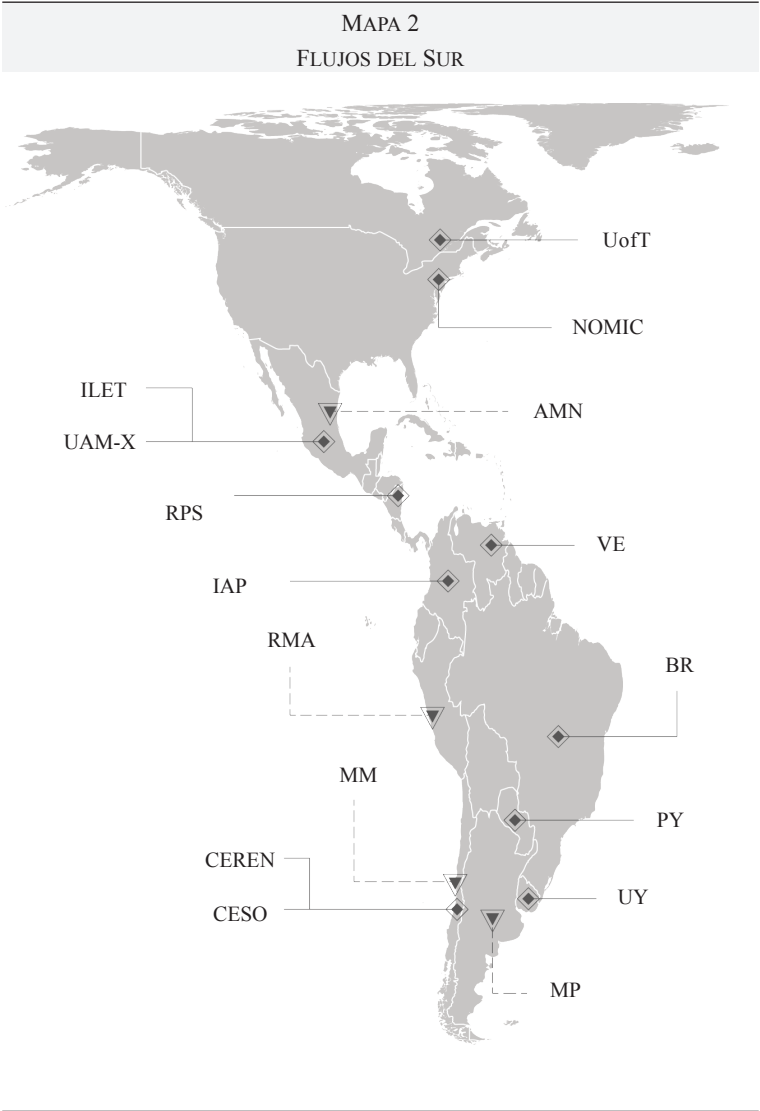 MAPA 2
FLUJOS DEL SUR
UofT
NOMIC
ILET
AMN
UAM-X
RPS
VE
IAP
RMA
BR
MM
PY
CEREN
UY
CESO
MP